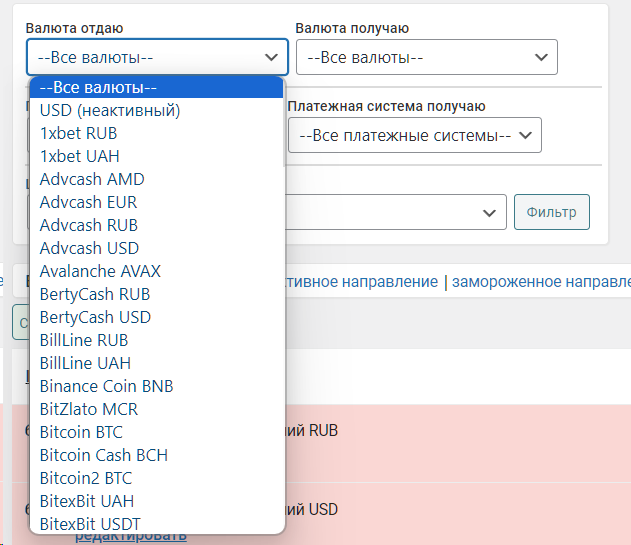 Валюта отдаю
Валюта получаю
--Все валюты--
--Все валюты--
--Все валюты--
USD (неактивный)
1xbet RUB
1xbet UAH
Advcash AMD
Advcash EUR
Advcash RUB
Advcash USD
Avalanche AVAX
BertyCash RUB
BertyCash USD
BillLine RUB
BillLine UAH
Binance Coin BNB
BitZlato MCR
Bitcoin BTC
Bitcoin Cash BCH
Bitcoin2 BTC
BitexBit UAH
BitexBit USDT
Платежная система получаю
--Все платежные системы--
Фильтр
ктивное направление | замороженное направле
ний RUB
ний USD
редактировать